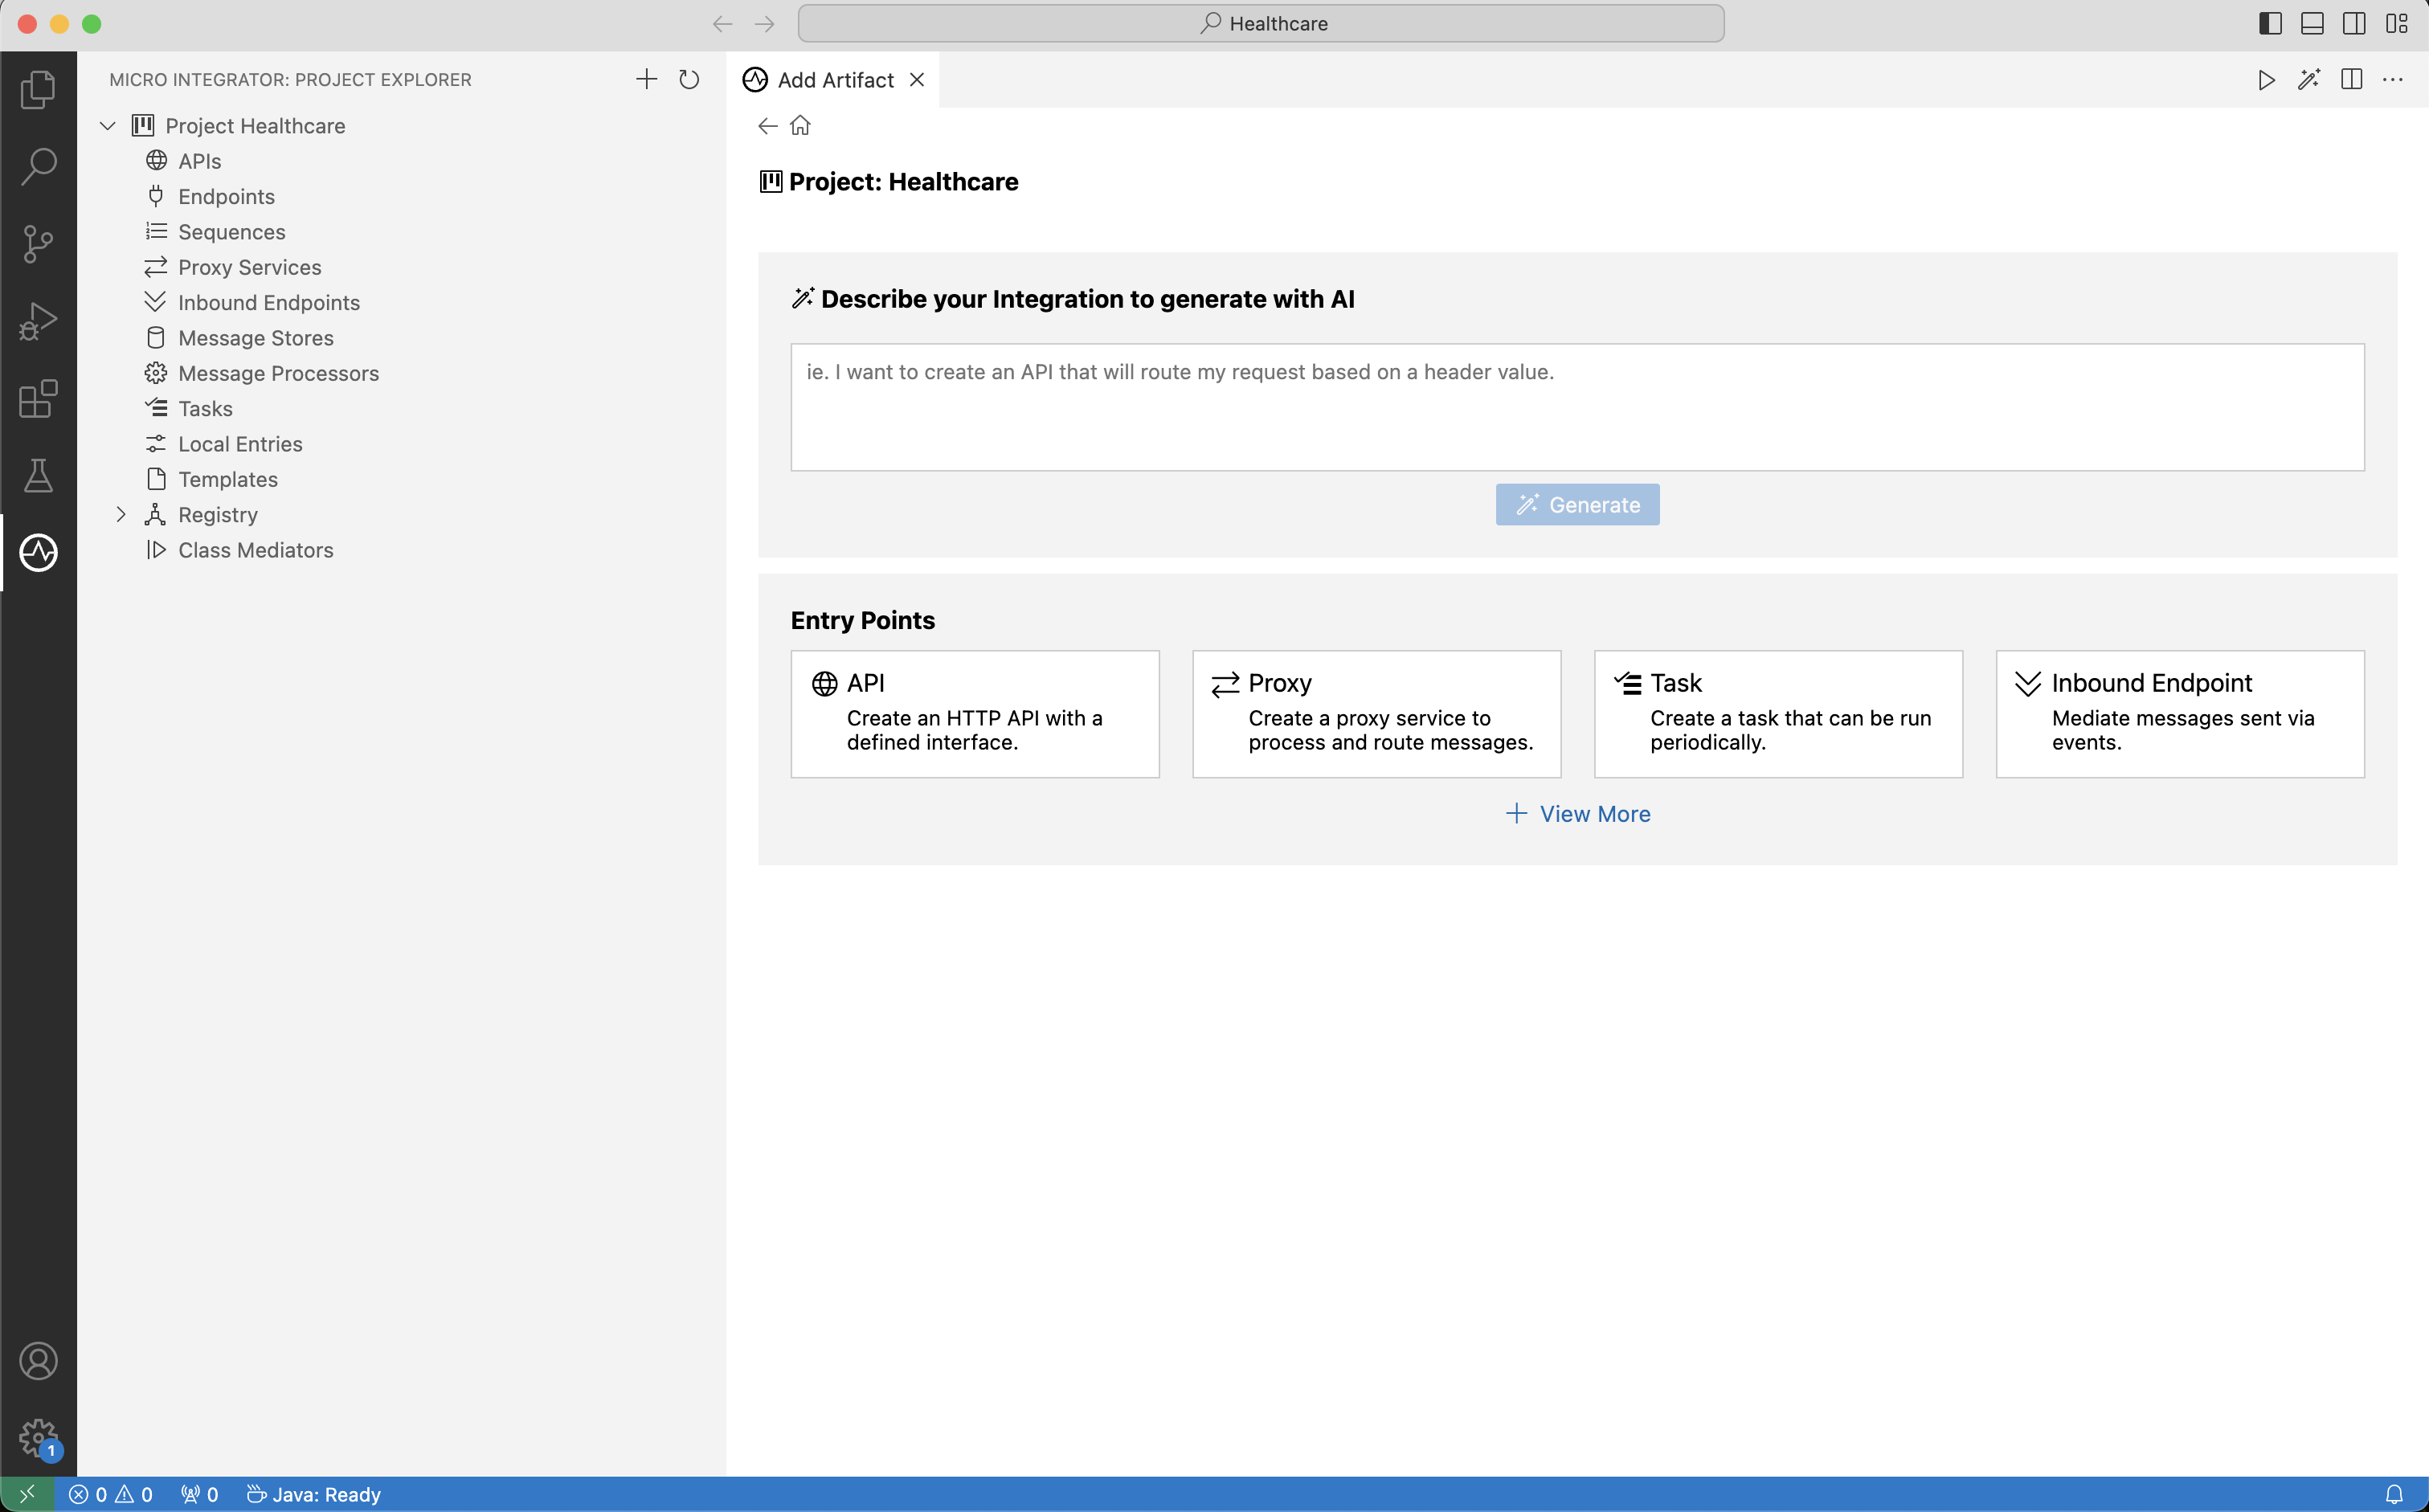 Healthcare
MICRO INTEGRATOR: PROJECT EXPLORER
Project Healthcare
APIs
Endpoints
Sequences
Proxy Services
Inbound Endpoints
Message Stores
Message Processors
Tasks
Local Entries
Templates
Registry
Class Mediators
Add Artifact
Project: Healthcare
Describe your Integration to generate with AI
ie. I want to create an API that will route my request based on a header value.
Generate
Entry Points
API
Create an HTTP API with a
defined interface.
Proxy
Create a proxy service to
process and route messages.
Task
Create a task that can be run
periodically.
Inbound Endpoint
Mediate messages sent via
events.
View More
1
0 0 0 Java: Ready